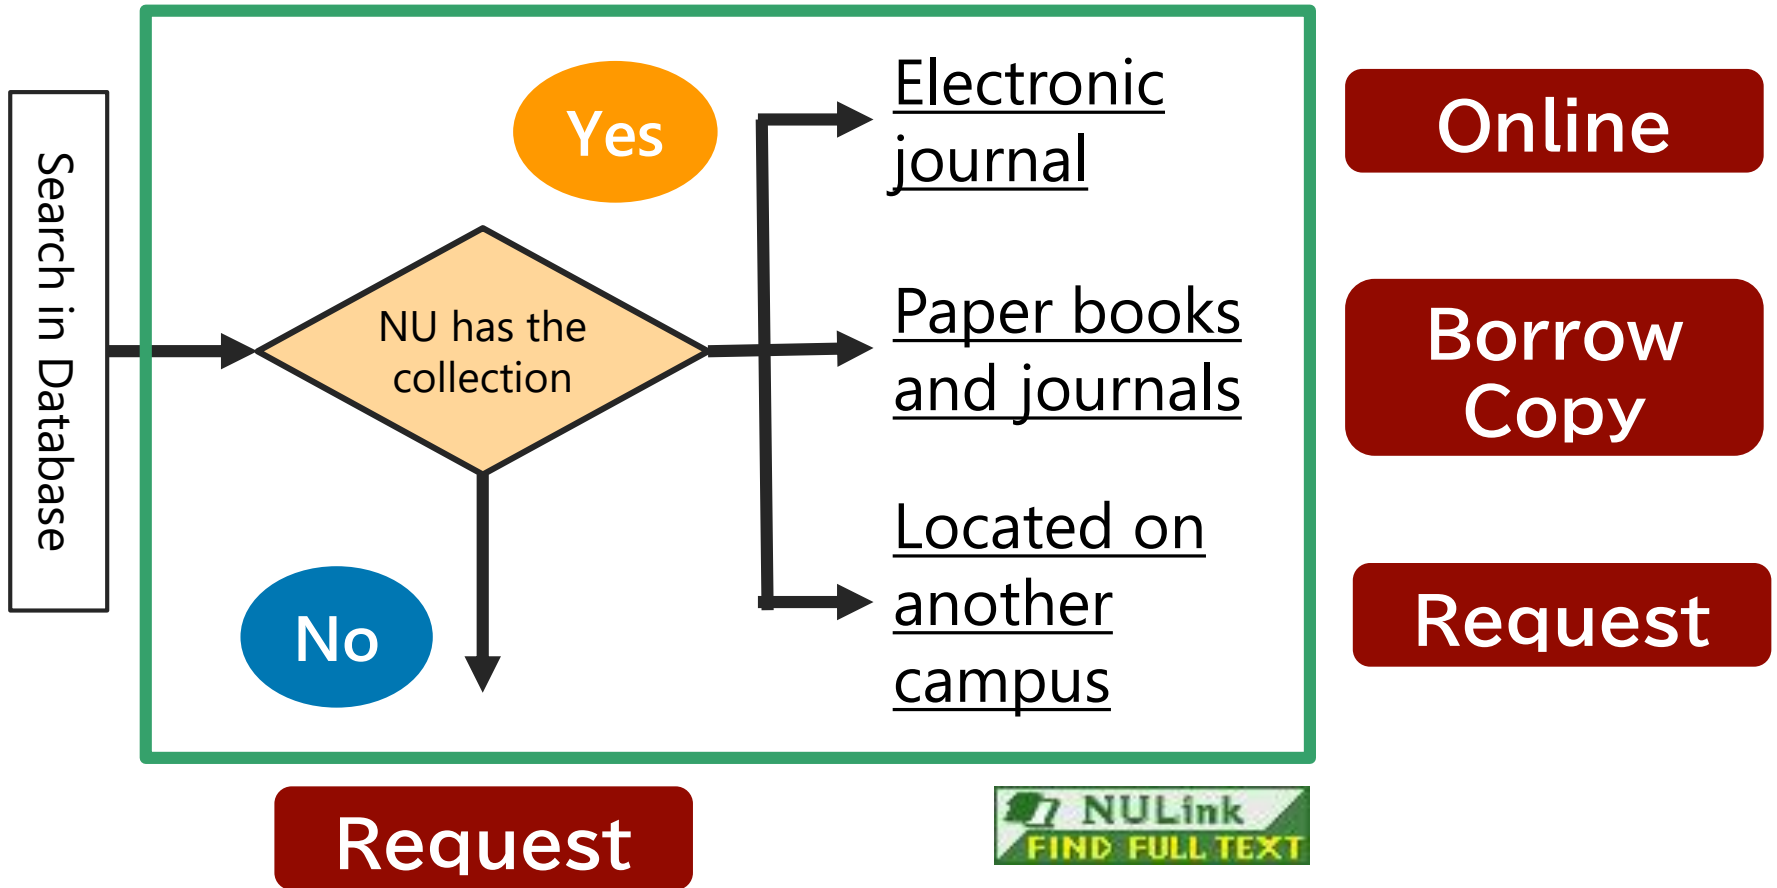 Search in Database
Yes
NU has the
collection
No
Electronic
journal
Paper books
and journals
Located on
another
campus
Online
Borrow
Copy
Request
Request
NULink
FIND FULL TEXT